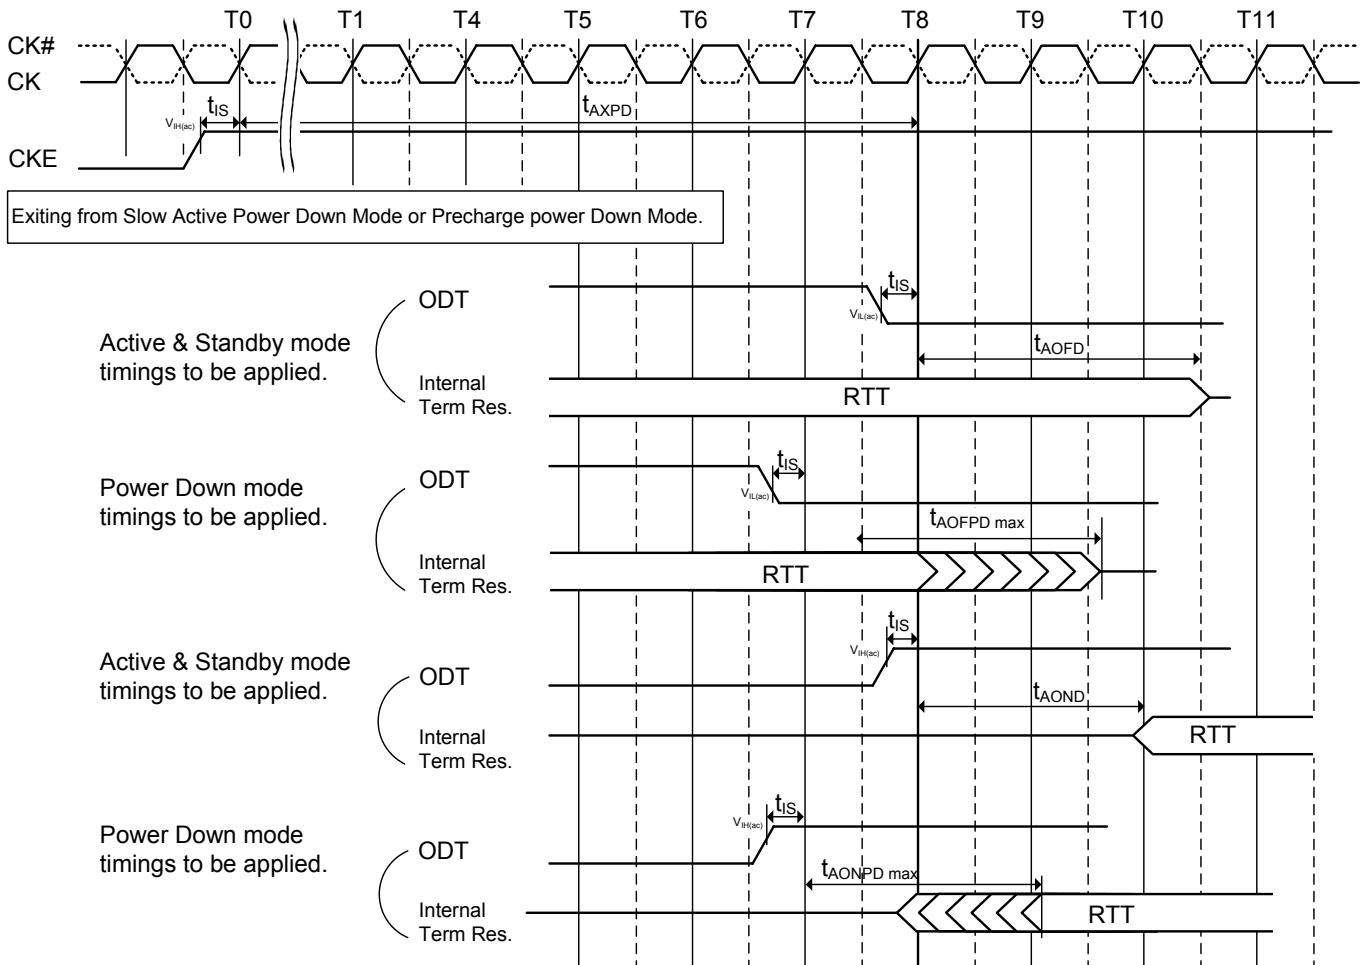 T0 T1 T4 T5 T6 T7 T8 T9 T10 T11
CK#
CK
tIS
tAXPD
VIH(ac)
CKE
Exiting from Slow Active Power Down Mode or Precharge power Down Mode.
tIS
ODT
VIL(ac)
Active & Standby mode
timings to be applied.
tAOFD
Internal
Term Res.
RTT
tIS
ODT
VIL(ac)
Power Down mode
timings to be applied.
tAOFPD max
Internal
Term Res.
RTT
tIS
VIH(ac)
Active & Standby mode
timings to be applied.
ODT
tAOND
Internal
Term Res.
RTT
tIS
VIH(ac)
Power Down mode
timings to be applied.
ODT
tAONPD max
Internal
Term Res.
RTT